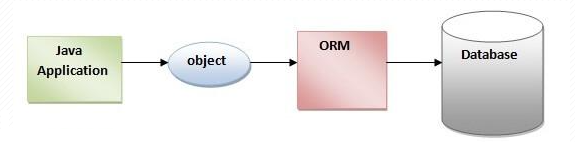 Java
Application
object
ORM
Database